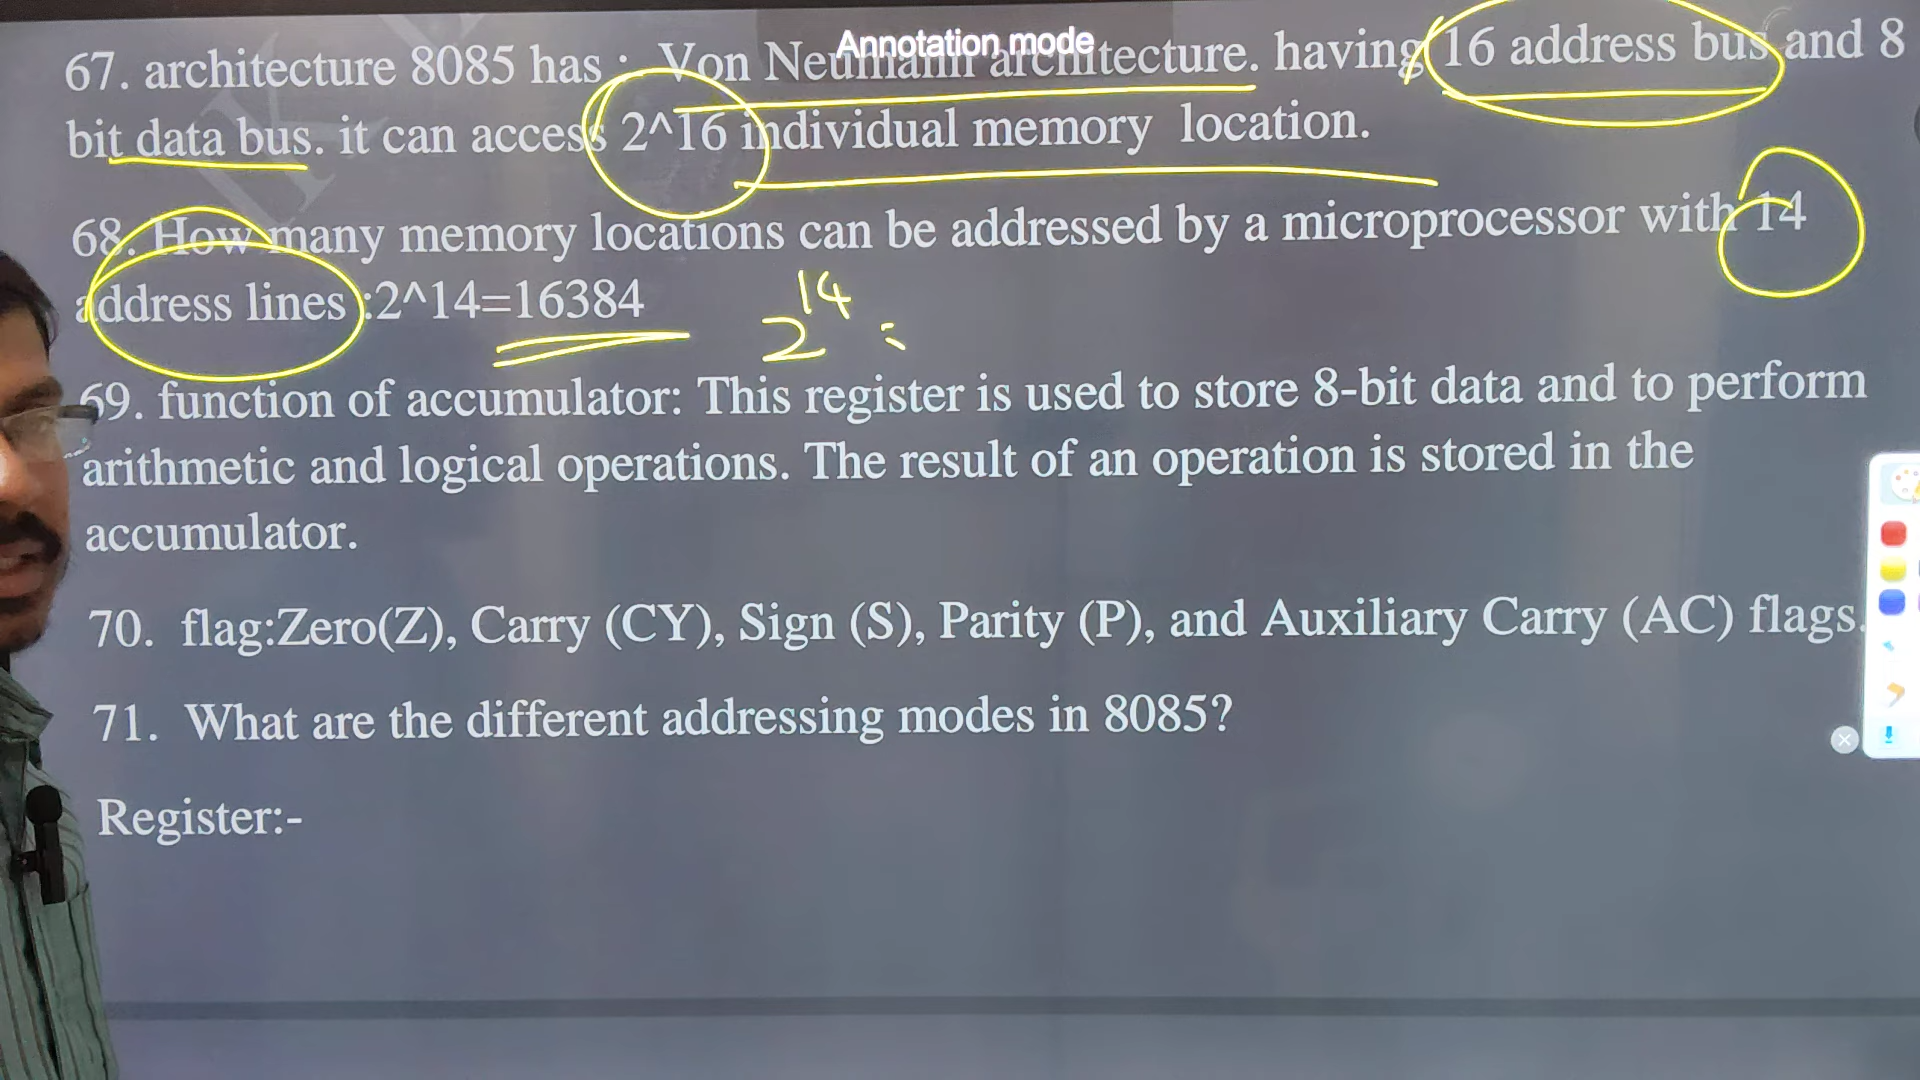 Annotation mode
67. architecture 8085 has : Von Neumann architecture. having 16 address bus and 8
bit data bus. it can access 2^16 individual memory location.
68. How many memory locations can be addressed by a microprocessor with 14
address lines :2^14=16384
2^14 =
69. function of accumulator: This register is used to store 8-bit data and to perform
arithmetic and logical operations. The result of an operation is stored in the
accumulator.
70. flag:Zero(Z), Carry (CY), Sign (S), Parity (P), and Auxiliary Carry (AC) flags.
71. What are the different addressing modes in 8085?
Register:-